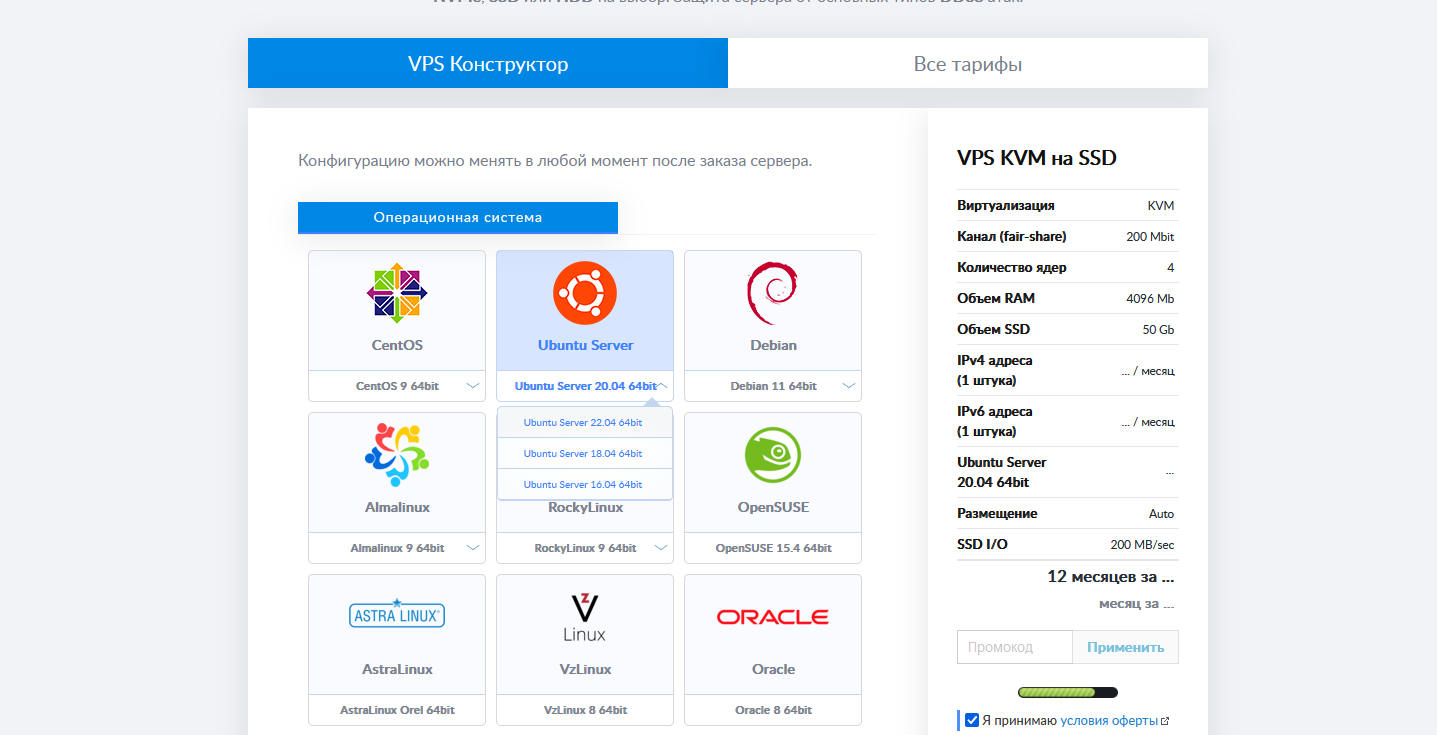 VPS Конструктор
Все тарифы
Конфигурацию можно менять в любой момент после заказа сервера.
Операционная система
CentOS
Ubuntu Server
Debian
CentOS 9 64bit
Ubuntu Server 20.04 64bit
Debian 11 64bit
Ubuntu Server 22.04 64bit
Ubuntu Server 18.04 64bit
Ubuntu Server 16.04 64bit
Almalinux
RockyLinux
OpenSUSE
Almalinux 9 64bit
RockyLinux 9 64bit
OpenSUSE 15.4 64bit
ASTRA LINUX®
Vz
Linux
ORACLE
AstraLinux
VzLinux
Oracle
AstraLinux Orel 64bit
VzLinux 8 64bit
Oracle 8 64bit
VPS KVM на SSD
Виртуализация KVM
Канал (fair-share) 200 Mbit
Количество ядер 4
Объем RAM 4096 Mb
Объем SSD 50 Gb
IPv4 адреса
(1 штука) ... / месяц
IPv6 адреса
(1 штука) ... / месяц
Ubuntu Server
20.04 64bit ...
Размещение Auto
SSD I/O 200 MB/sec
12 месяцев за ...
месяц за ...
Промокод Применить
Я принимаю условия оферты